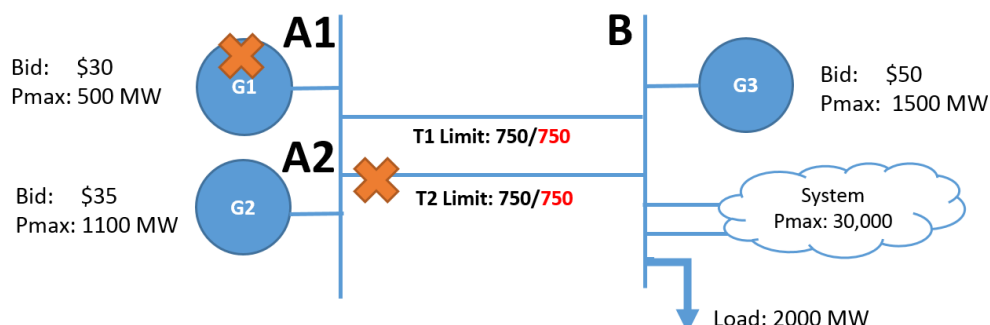 A1
B
Bid: $30
Pmax: 500 MW
G1
G3
Bid: $50
Pmax: 1500 MW
T1 Limit: 750/750
A2
Bid: $35
Pmax: 1100 MW
G2
T2 Limit: 750/750
System
Pmax: 30,000
Load: 2000 MW